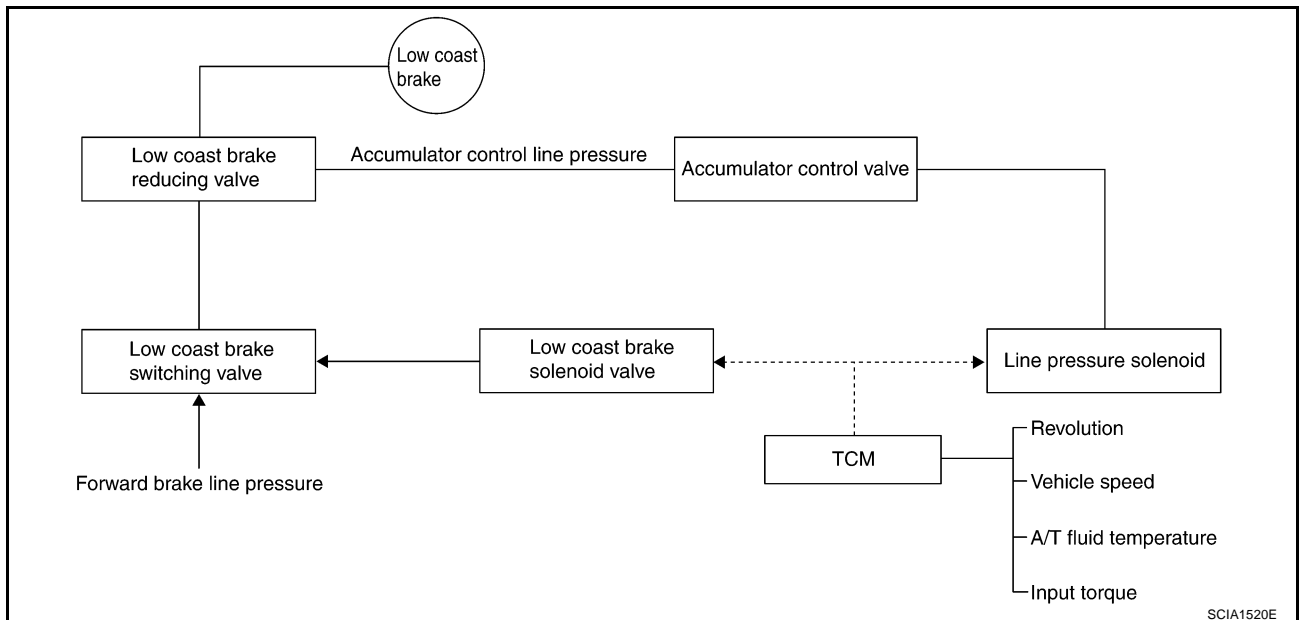 Low coast
brake
Low coast brake
reducing valve
Accumulator control line pressure
Accumulator control valve
Low coast brake
switching valve
Low coast brake
solenoid valve
Line pressure solenoid
Forward brake line pressure
TCM
Revolution
Vehicle speed
A/T fluid temperature
Input torque
SCIA1520E